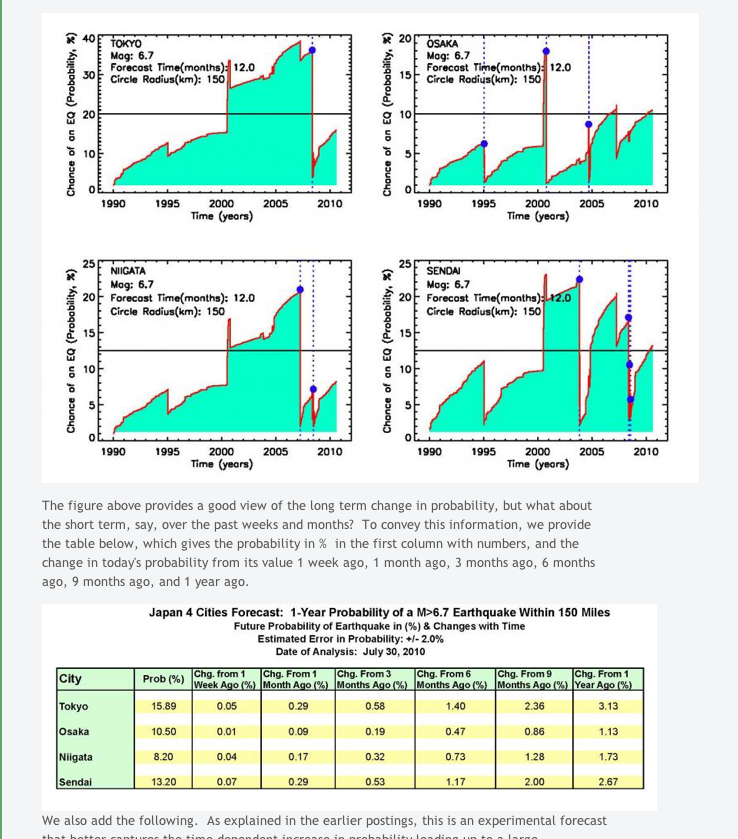 TOKYO
Mag: 6.7
Forecast Time(months): 12.0
Circle Radius(km): 150
Chance of an EQ (Probability, %)
40
30
20
10
0
1990 1995 2000 2005 2010
Time (years)
OSAKA
Mag: 6.7
Forecast Time(months): 12.0
Circle Radius(km): 150
Chance of an EQ (Probability, %)
20
15
10
5
0
1990 1995 2000 2005 2010
Time (years)
NIIGATA
Mag: 6.7
Forecast Time(months): 12.0
Circle Radius(km): 150
Chance of an EQ (Probability, %)
25
20
15
10
5
0
1990 1995 2000 2005 2010
Time (years)
SENDAI
Mag: 6.7
Forecast Time(months): 12.0
Circle Radius(km): 150
Chance of an EQ (Probability, %)
25
20
15
10
5
0
1990 1995 2000 2005 2010
Time (years)
The figure above provides a good view of the long term change in probability, but what about
the short term, say, over the past weeks and months? To convey this information, we provide
the table below, which gives the probability in % in the first column with numbers, and the
change in today's probability from its value 1 week ago, 1 month ago, 3 months ago, 6 months
ago, 9 months ago, and 1 year ago.
Japan 4 Cities Forecast: 1-Year Probability of a M>6.7 Earthquake Within 150 Miles
Future Probability of Earthquake in (%) & Changes with Time
Estimated Error in Probability: +/- 2.0%
Date of Analysis: July 30, 2010
City Prob (%) Chg. from 1 Week Ago (%) Chg. From 1 Month Ago (%) Chg. From 3 Months Ago (%) Chg. From 6 Months Ago (%) Chg. From 9 Months Ago (%) Chg. From 1 Year Ago (%)
Tokyo 15.89 0.05 0.29 0.58 1.40 2.36 3.13
Osaka 10.50 0.01 0.09 0.19 0.47 0.86 1.13
Niigata 8.20 0.04 0.17 0.32 0.73 1.28 1.73
Sendai 13.20 0.07 0.29 0.53 1.17 2.00 2.67
We also add the following. As explained in the earlier postings, this is an experimental forecast
that better captures the time dependent increase in probability leading up to a large